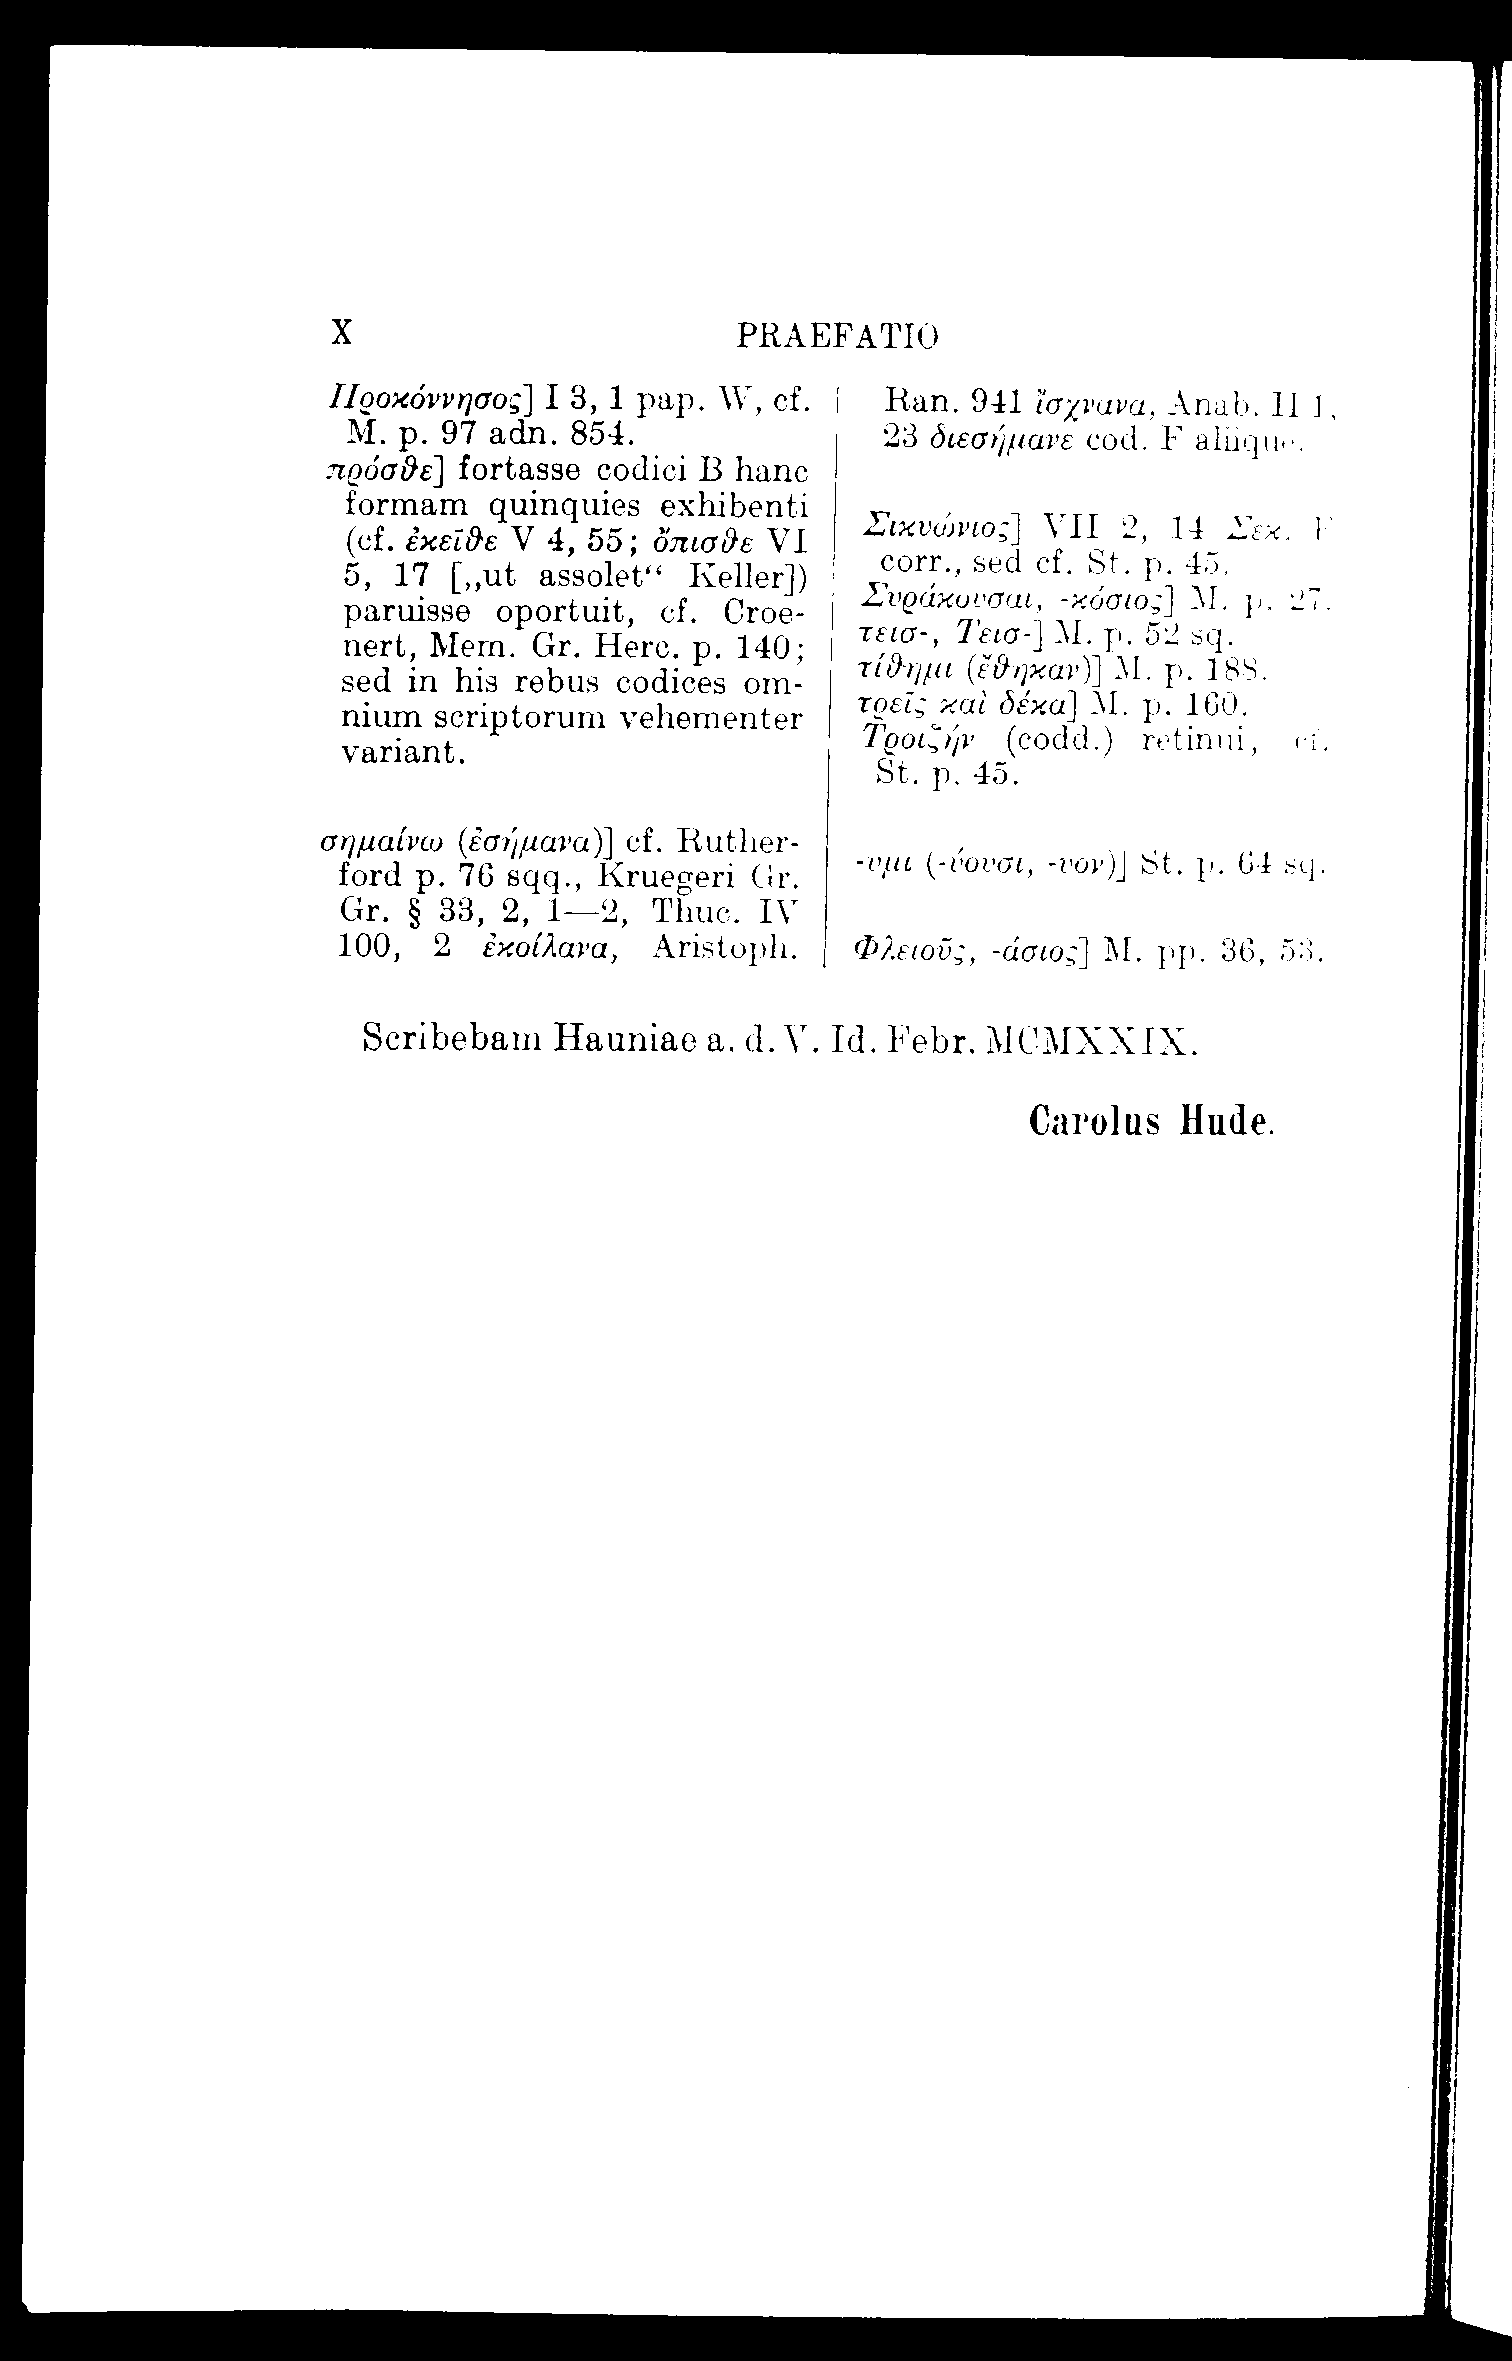 X PRAEFATIO
Προκόννησος] I 3, 1 pap. W, cf.
M. p. 97 adn. 854.
πρόσθε] fortasse codici B hanc
formam quinquies exhibenti
(cf. ἐκεῖθε V 4, 55; ὄπισθε VI
5, 17 [„ut assolet“ Keller])
paruisse oportuit, cf. Croe-
nert, Mem. Gr. Herc. p. 140;
sed in his rebus codices om-
nium scriptorum vehementer
variant.
σημαίνω (ἐσήμανα)] cf. Ruther-
ford p. 76 sqq., Kruegeri Gr.
Gr. § 33, 2, 1—2, Thuc. IV
100, 2 ἐκοίλανα, Aristoph.
Ran. 941 ἴσχνανα, Anab. II 1,
23 διεσήμανε cod. F aliique.
Σικυώνιος] VII 2, 14 Σεκ. F
corr., sed cf. St. p. 45.
Συράκουσαι, -κόσιος] M. p. 27.
τεισ-, Τεισ-] M. p. 52 sq.
τίθημι (ἔθηκαν)] M. p. 188.
τρεῖς καὶ δέκα] M. p. 160.
Τροιζήν (codd.) retinui, cf.
St. p. 45.
-υμι (-ύουσι, -υον)] St. p. 64 sq.
Φλειοῦς, -άσιος] M. pp. 36, 53.
Scribebam Hauniae a. d. V. Id. Febr. MCMXXIX.
Carolus Hude.